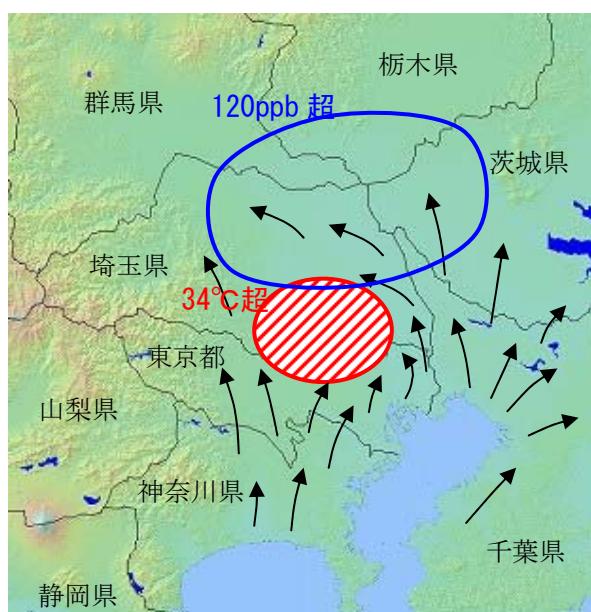 栃木県
群馬県
120ppb 超
茨城県
埼玉県
34℃超
東京都
山梨県
神奈川県
千葉県
静岡県